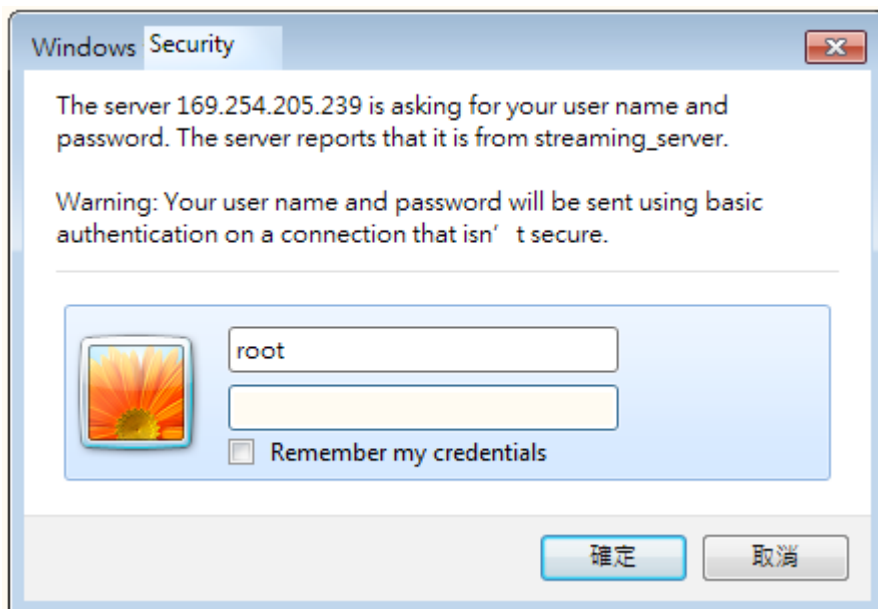 Windows Security
The server 169.254.205.239 is asking for your user name and
password. The server reports that it is from streaming_server.
Warning: Your user name and password will be sent using basic
authentication on a connection that isn’t secure.
root
Remember my credentials
確定
取消